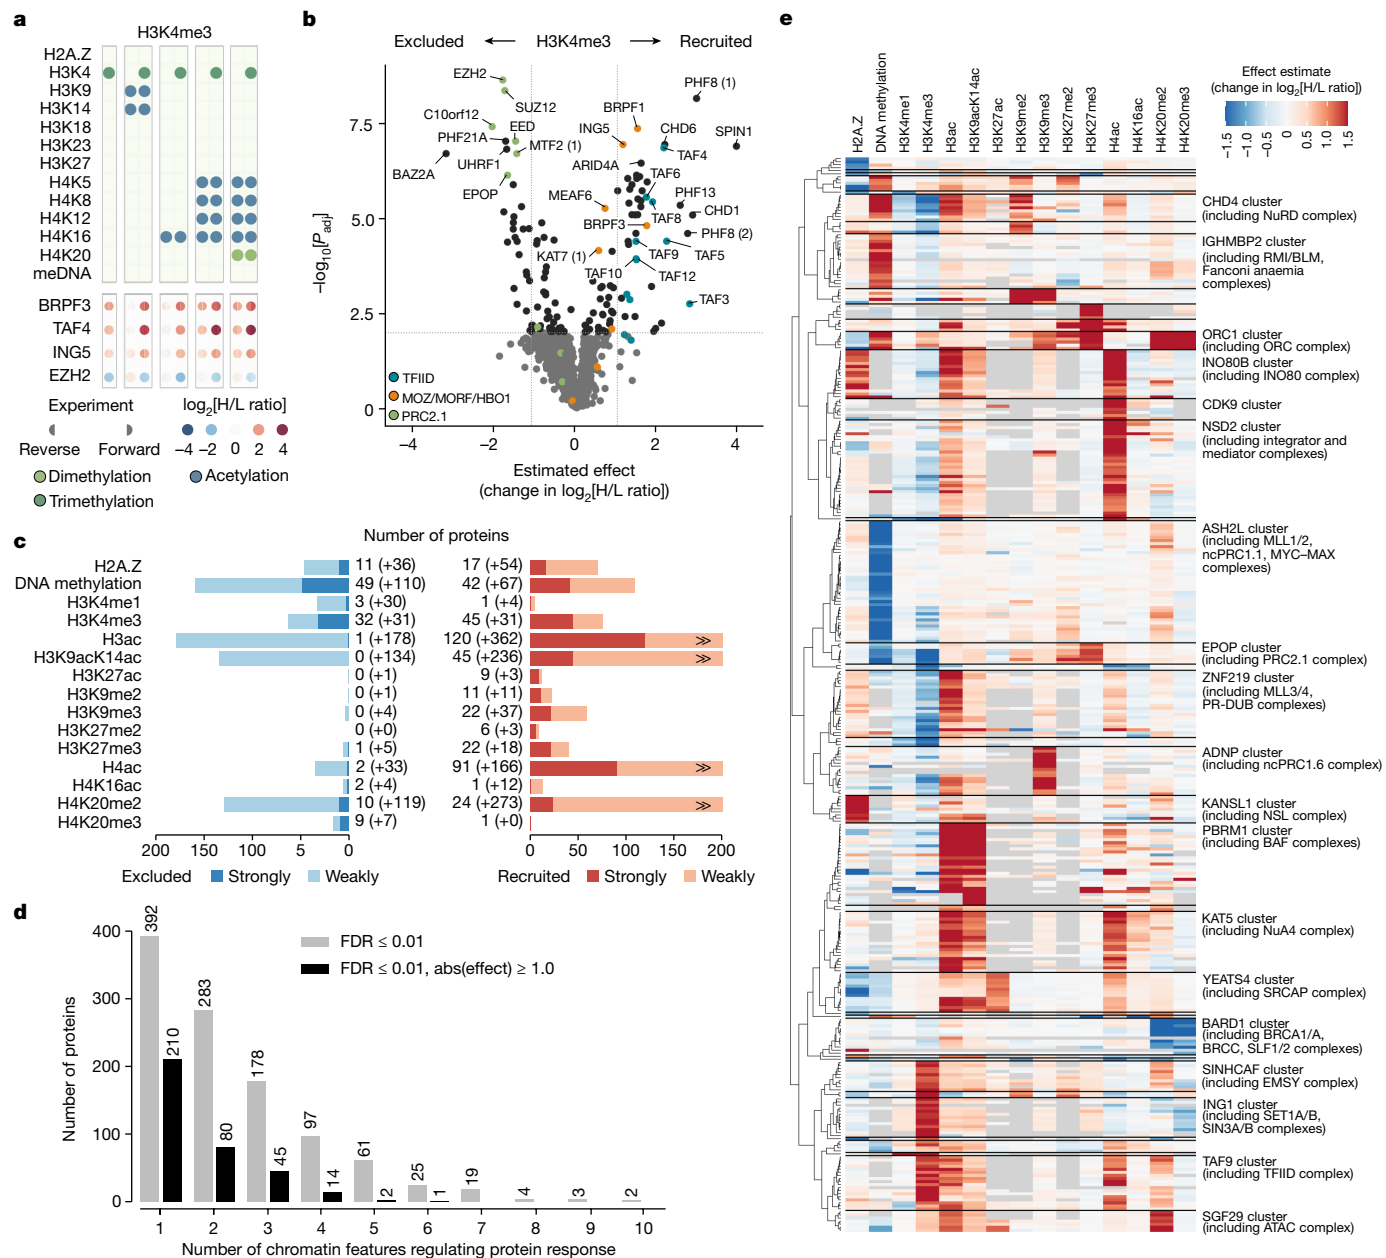 a
H3K4me3
H2A.Z
H3K4
H3K9
H3K14
H3K18
H3K23
H3K27
H4K5
H4K8
H4K12
H4K16
H4K20
meDNA
BRPF3
TAF4
ING5
EZH2
Experiment
log2[H/L ratio]
Reverse
Forward
−4 −2 0 2 4
Dimethylation
Acetylation
Trimethylation
b
Excluded
H3K4me3
Recruited
EZH2
SUZ12
C10orf12
PHF21A
EED
MTF2 (1)
UHRF1
BAZ2A
EPOP
BRPF1
ING5
CHD6
TAF4
PHF8 (1)
SPIN1
ARID4A
TAF6
MEAF6
PHF13
CHD1
TAF8
BRPF3
PHF8 (2)
KAT7 (1)
TAF9
TAF5
TAF10
TAF12
TAF3
TFIID
MOZ/MORF/HBO1
PRC2.1
−log10[Padj]
7.5
5.0
2.5
0
−4 −2 0 2 4
Estimated effect
(change in log2[H/L ratio])
c
Number of proteins
H2A.Z 11 (+36) 17 (+54)
DNA methylation 49 (+110) 42 (+67)
H3K4me1 3 (+30) 1 (+4)
H3K4me3 32 (+31) 45 (+31)
H3ac 1 (+178) 120 (+362) >>
H3K9acK14ac 0 (+134) 45 (+236) >>
H3K27ac 0 (+1) 9 (+3)
H3K9me2 0 (+1) 11 (+11)
H3K9me3 0 (+4) 22 (+37)
H3K27me2 0 (+0) 6 (+3)
H3K27me3 1 (+5) 22 (+18)
H4ac 2 (+33) 91 (+166) >>
H4K16ac 2 (+4) 1 (+12)
H4K20me2 10 (+119) 24 (+273) >>
H4K20me3 9 (+7) 1 (+0)
200 150 100 5 0 0 50 100 150 200
Excluded Strongly Weakly
Recruited Strongly Weakly
d
Number of proteins
400
300
200
100
0
392
210
283
80
178
45
97
14
61
2
25
1
19
4
3
2
FDR ≤ 0.01
FDR ≤ 0.01, abs(effect) ≥ 1.0
1 2 3 4 5 6 7 8 9 10
Number of chromatin features regulating protein response
e
H2A.Z
DNA methylation
H3K4me1
H3K4me3
H3ac
H3K9acK14ac
H3K27ac
H3K9me2
H3K9me3
H3K27me2
H3K27me3
H4ac
H4K16ac
H4K20me2
H4K20me3
Effect estimate
(change in log2[H/L ratio])
−1.5
−1.0
−0.5
0
0.5
1.0
1.5
CHD4 cluster
(including NuRD complex)
IGHMBP2 cluster
(including RMI/BLM,
Fanconi anaemia
complexes)
ORC1 cluster
(including ORC complex)
INO80B cluster
(including INO80 complex)
CDK9 cluster
NSD2 cluster
(including integrator and
mediator complexes)
ASH2L cluster
(including MLL1/2,
ncPRC1.1, MYC–MAX
complexes)
EPOP cluster
(including PRC2.1 complex)
ZNF219 cluster
(including MLL3/4,
PR-DUB complexes)
ADNP cluster
(including ncPRC1.6 complex)
KANSL1 cluster
(including NSL complex)
PBRM1 cluster
(including BAF complexes)
KAT5 cluster
(including NuA4 complex)
YEATS4 cluster
(including SRCAP complex)
BARD1 cluster
(including BRCA1/A,
BRCC, SLF1/2 complexes)
SINHCAF cluster
(including EMSY complex)
ING1 cluster
(including SET1A/B,
SIN3A/B complexes)
TAF9 cluster
(including TFIID complex)
SGF29 cluster
(including ATAC complex)